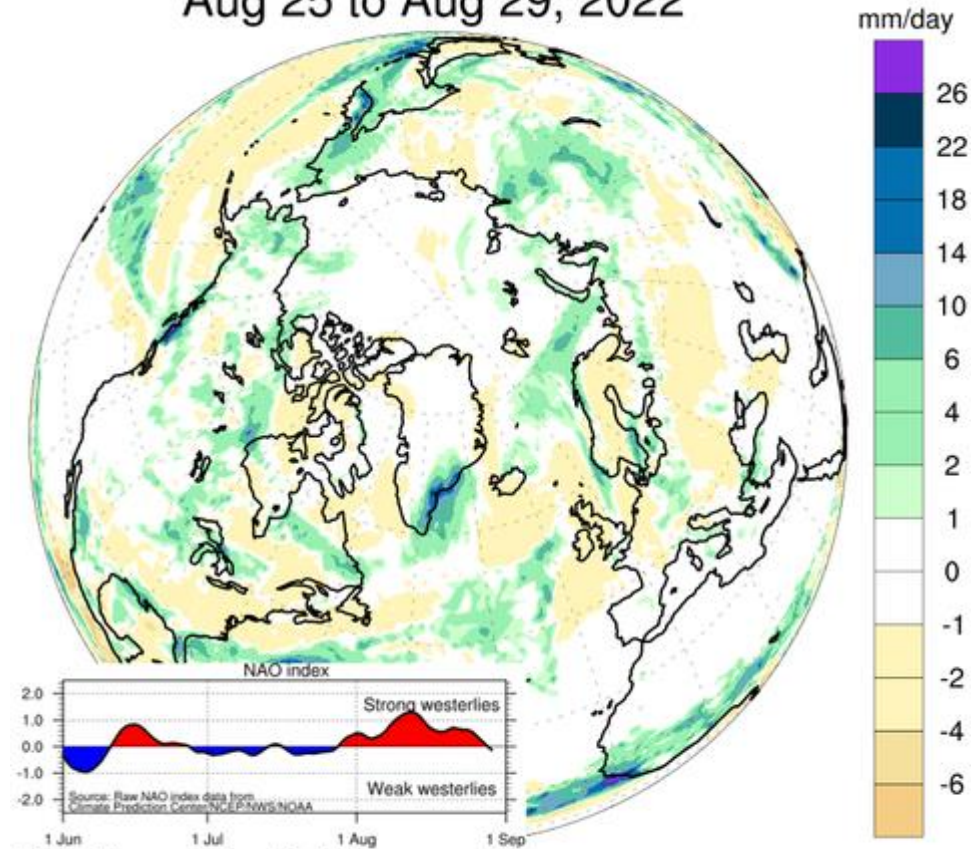 Aug 25 to Aug 29, 2022
mm/day
26
22
18
14
10
6
4
2
1
0
-1
-2
-4
-6
NAO index
2.0
1.0
0.0
-1.0
-2.0
Strong westerlies
Weak westerlies
Source: Raw NAO index data from
Climate Prediction Center/NCEP/NWS/NOAA
1 Jun
1 Jul
1 Aug
1 Sep